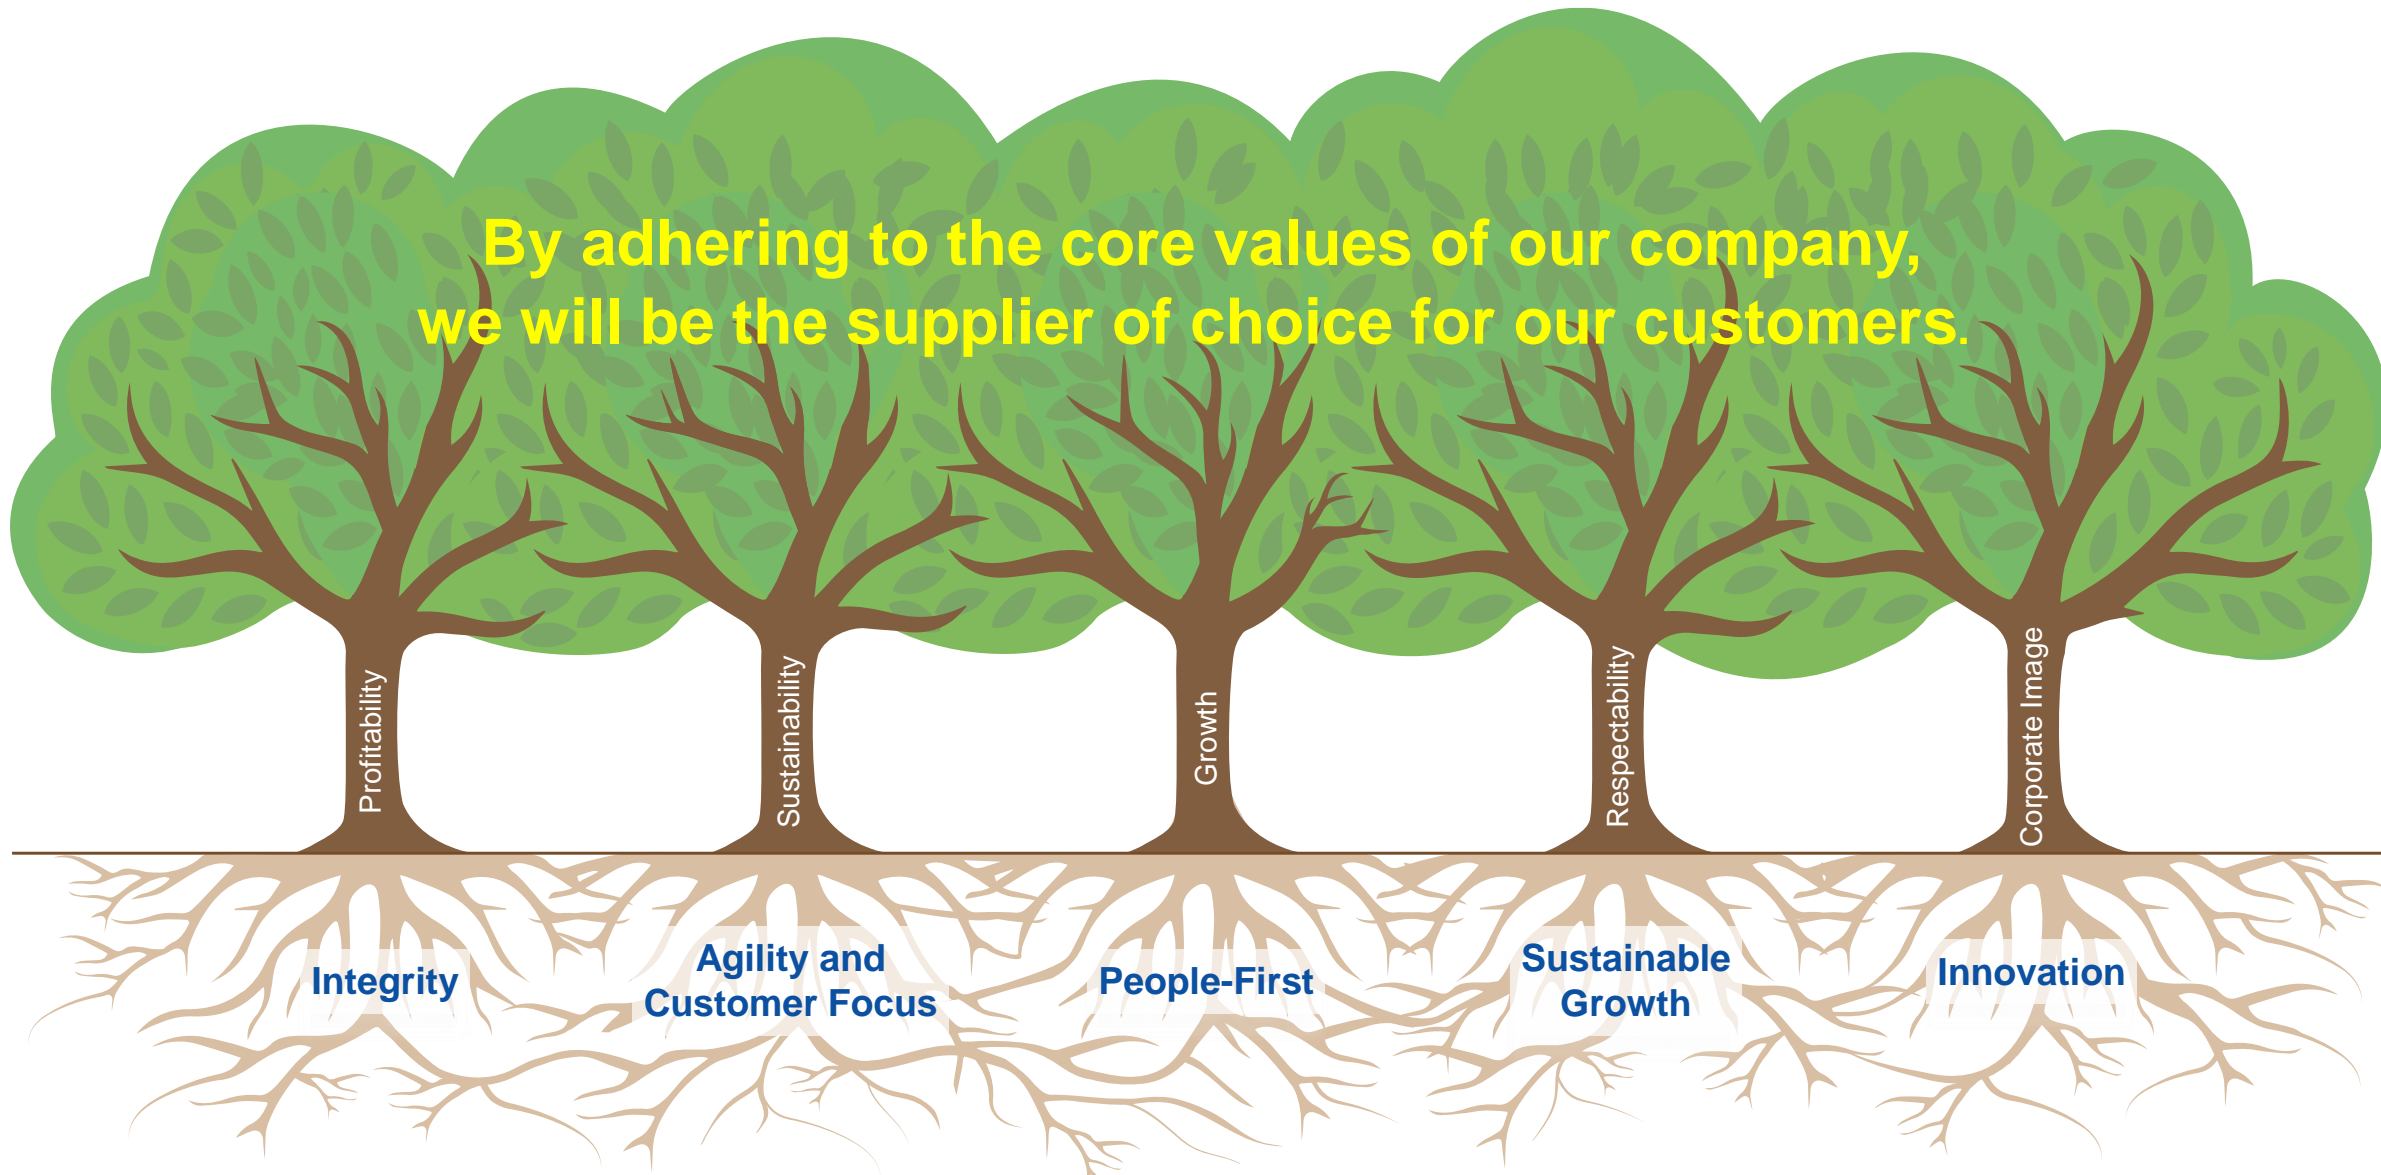 By adhering to the core values of our company,
we will be the supplier of choice for our customers.
Profitability
Sustainability
Growth
Respectability
Corporate Image
Integrity
Agility and
Customer Focus
People-First
Sustainable
Growth
Innovation